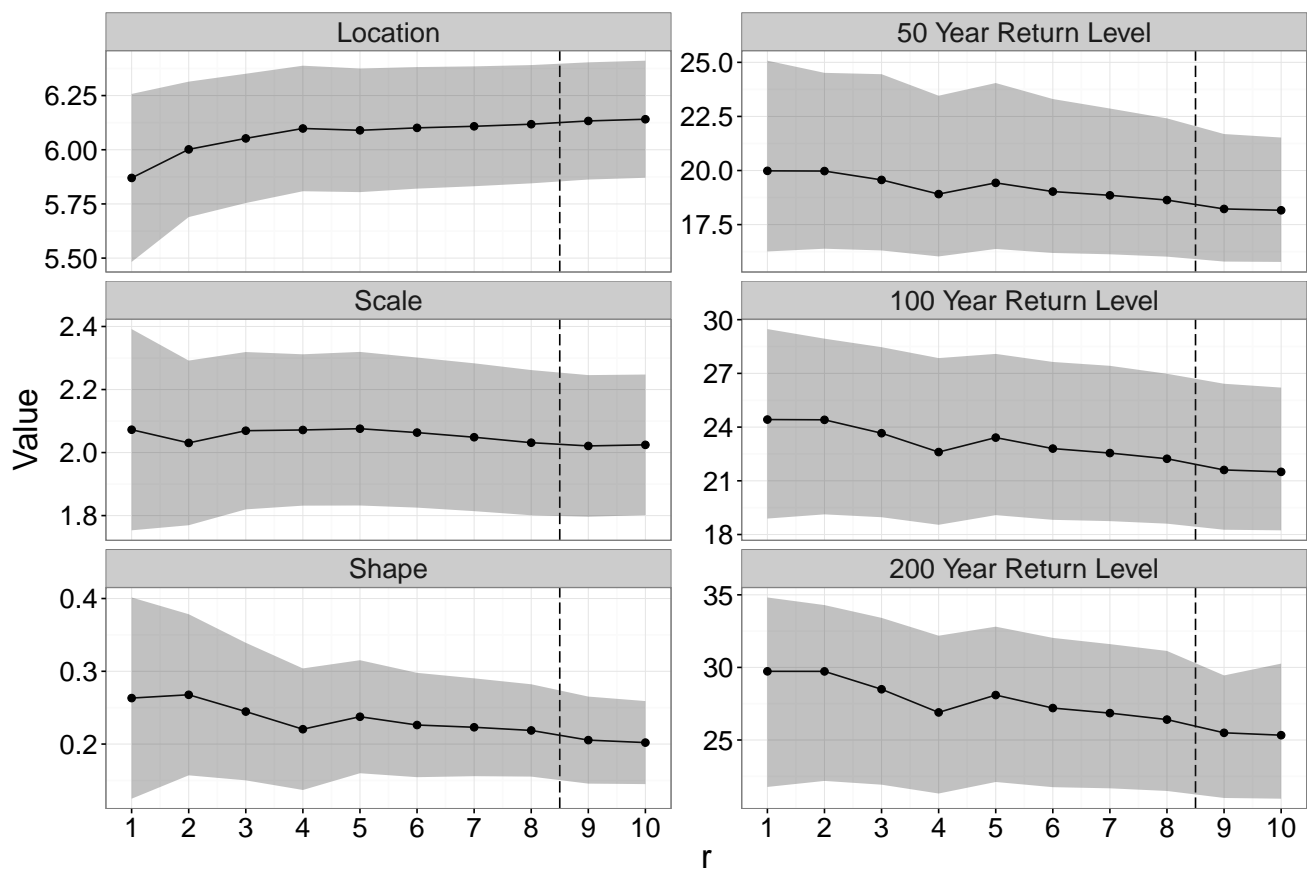 Location
50 Year Return Level
6.25
6.00
5.75
5.50
25.0
22.5
20.0
17.5
Scale
100 Year Return Level
Value
2.4
2.2
2.0
1.8
30
27
24
21
18
Shape
200 Year Return Level
0.4
0.3
0.2
35
30
25
1 2 3 4 5 6 7 8 9 10
1 2 3 4 5 6 7 8 9 10
r